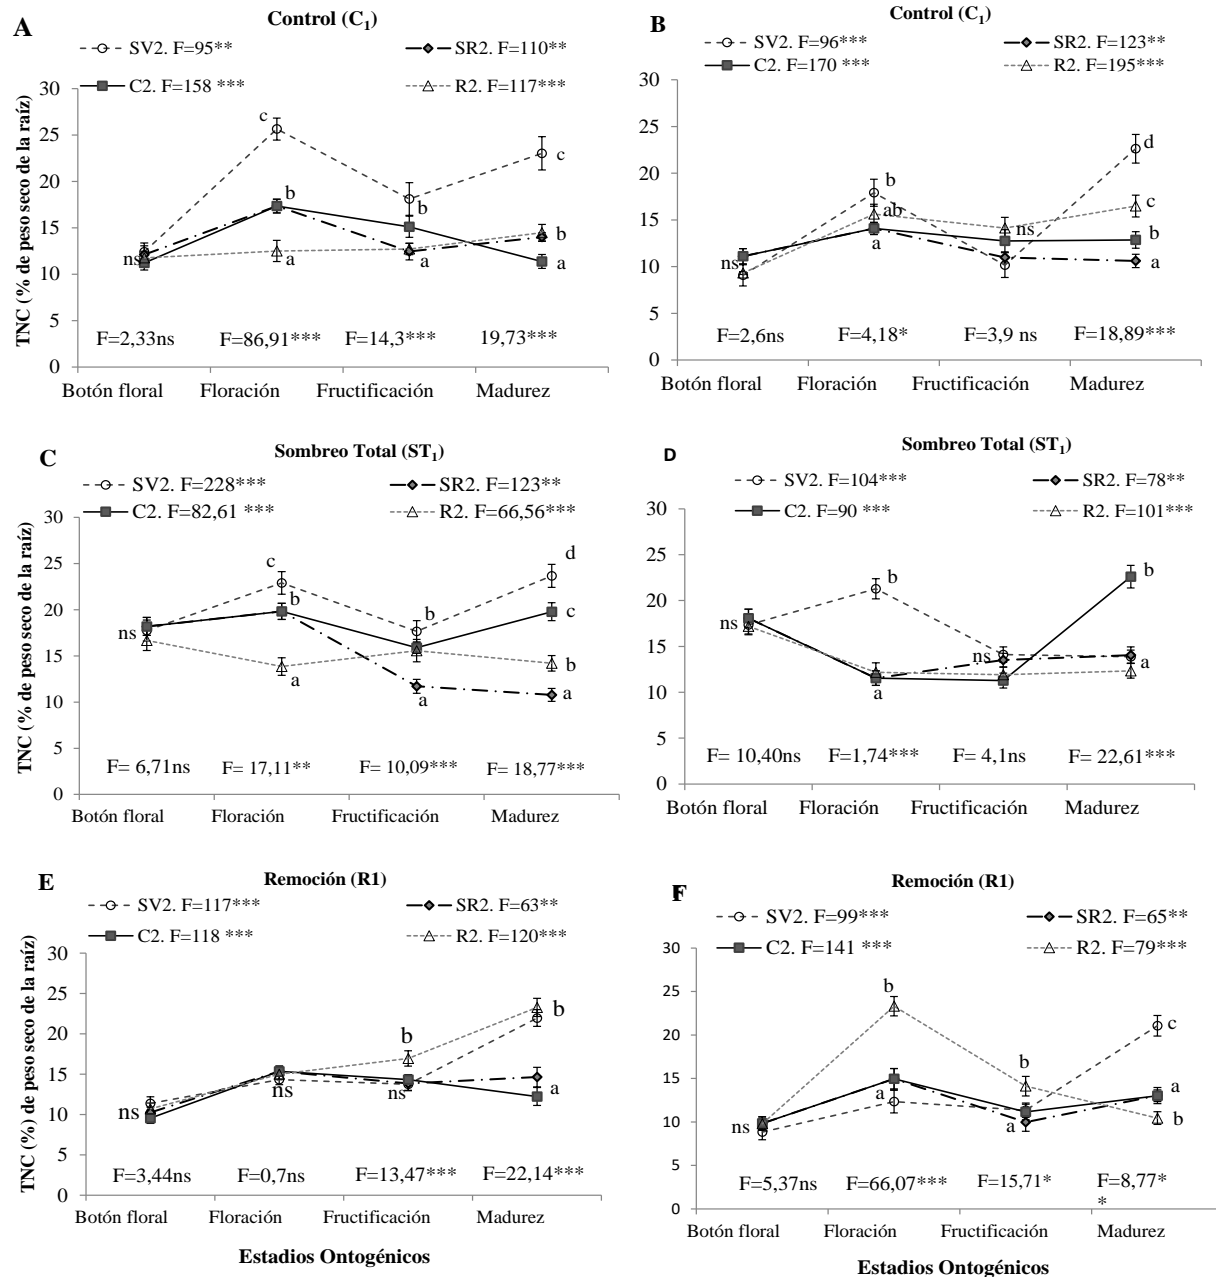 A
Control (C1)
SV2. F=95**
SR2. F=110**
C2. F=158 ***
R2. F=117***
TNC (% de peso seco de la raíz)
30
25
20
15
10
5
0
c
b
a
ns
b
a
c
b
a
F=2,33ns
F=86,91***
F=14,3***
19,73***
Botón floral
Floración
Fructificación
Madurez
B
Control (C1)
SV2. F=96***
SR2. F=123**
C2. F=170 ***
R2. F=195***
30
25
20
15
10
5
0
ns
b
ab
a
ns
d
c
b
a
F=2,6ns
F=4,18*
F=3,9 ns
F=18,89***
Botón floral
Floración
Fructificación
Madurez
C
Sombreo Total (ST1)
SV2. F=228***
SR2. F=123**
C2. F=82,61 ***
R2. F=66,56***
TNC (% de peso seco de la raíz)
30
25
20
15
10
5
0
ns
c
b
a
b
a
d
c
b
a
F= 6,71ns
F= 17,11**
F= 10,09***
F= 18,77***
Botón floral
Floración
Fructificación
Madurez
D
Sombreo Total (ST1)
SV2. F=104***
SR2. F=78**
C2. F=90 ***
R2. F=101***
30
25
20
15
10
5
0
ns
b
a
ns
b
a
F= 10,40ns
F=1,74***
F= 4,1ns
F= 22,61***
Botón floral
Floración
Fructificación
Madurez
E
Remoción (R1)
SV2. F=117***
SR2. F=63**
C2. F=118 ***
R2. F=120***
TNC (%) de peso seco de la raíz)
30
25
20
15
10
5
0
ns
ns
b
ns
b
a
F=3,44ns
F=0,7ns
F=13,47***
F=22,14***
Botón floral
Floración
Fructificación
Madurez
Estadios Ontogénicos
F
Remoción (R1)
SV2. F=99***
SR2. F=65**
C2. F=141 ***
R2. F=79***
30
25
20
15
10
5
0
ns
b
a
b
a
c
a
b
F=5,37ns
F=66,07***
F=15,71*
F=8,77*
*
Botón floral
Floración
Fructificación
Madurez
Estadios Ontogénicos